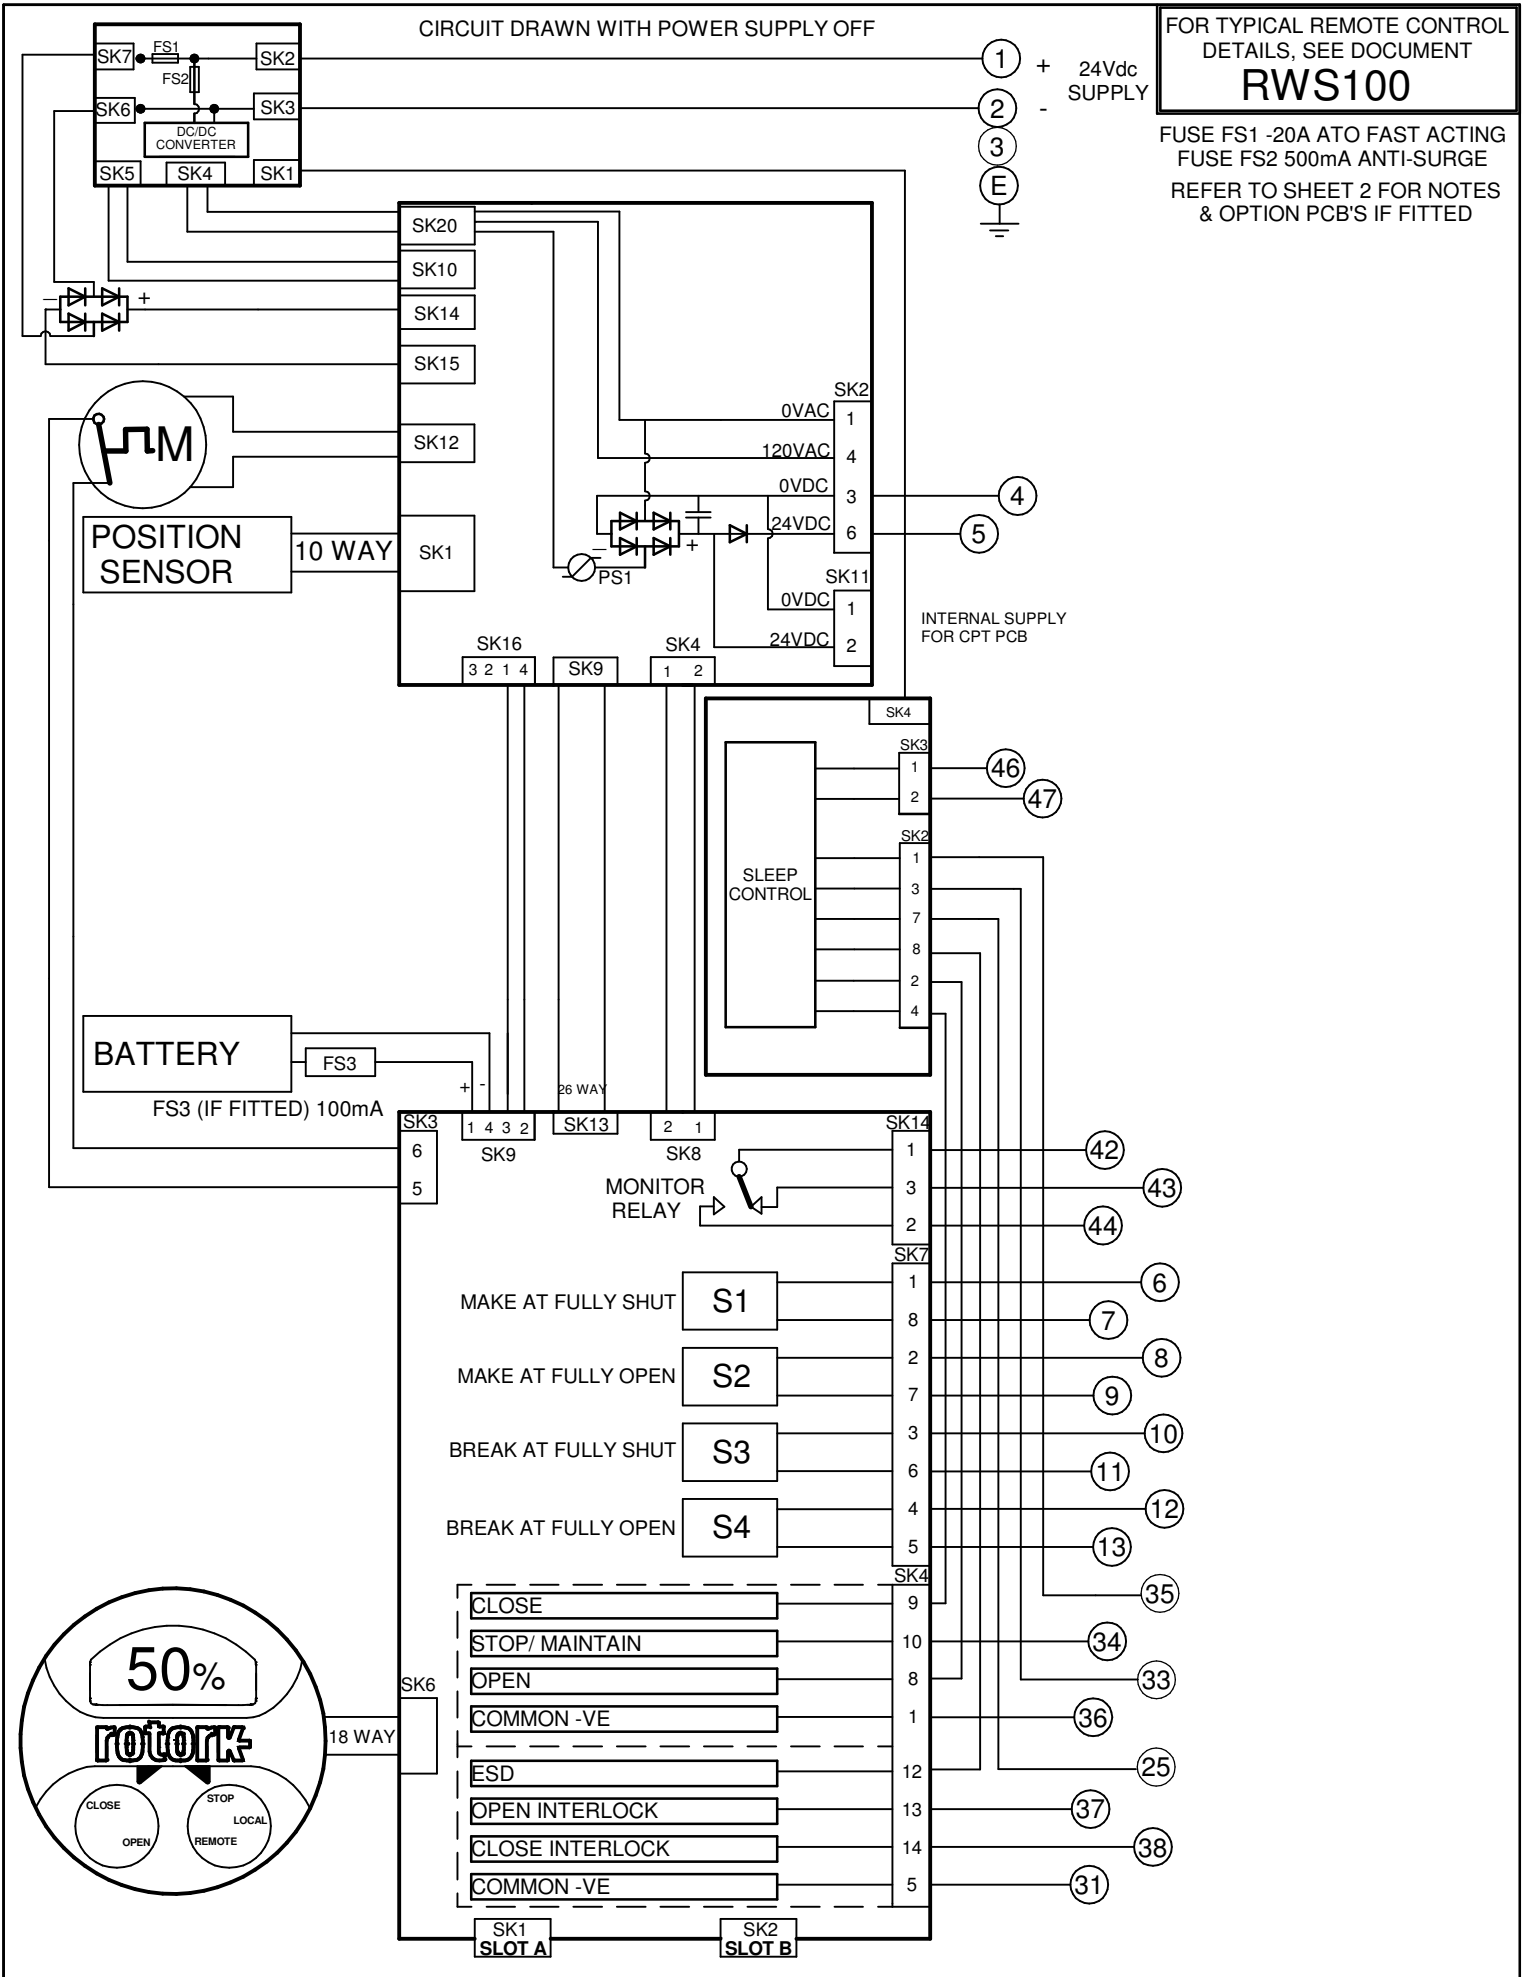 CIRCUIT DRAWN WITH POWER SUPPLY OFF
FOR TYPICAL REMOTE CONTROL
DETAILS, SEE DOCUMENT
RWS100
FUSE FS1 -20A ATO FAST ACTING
FUSE FS2 500mA ANTI-SURGE
REFER TO SHEET 2 FOR NOTES
& OPTION PCB'S IF FITTED
SK7
FS1
SK2
FS2
SK6
SK3
DC/DC
CONVERTER
SK5
SK4
SK1
1
+
24Vdc
SUPPLY
2
-
3
E
SK20
SK10
SK14
SK15
SK12
SK1
–
+
M
POSITION
SENSOR
10 WAY
SK2
0VAC
1
120VAC
4
0VDC
3
4
24VDC
6
5
–
+
PS1
SK11
0VDC
1
24VDC
2
INTERNAL SUPPLY
FOR CPT PCB
SK16
3 2 1 4
SK9
SK4
1 2
SK4
SK3
1
46
2
47
SLEEP
CONTROL
SK2
1
3
7
8
2
4
BATTERY
FS3
FS3 (IF FITTED) 100mA
+ -
26 WAY
SK3
6
5
1 4 3 2
SK9
SK13
2 1
SK8
MONITOR
RELAY
SK14
1
42
3
43
2
44
SK7
MAKE AT FULLY SHUT
S1
1
6
8
7
MAKE AT FULLY OPEN
S2
2
8
7
9
BREAK AT FULLY SHUT
S3
3
10
6
11
BREAK AT FULLY OPEN
S4
4
12
5
13
SK4
35
CLOSE
9
STOP/ MAINTAIN
10
34
OPEN
8
33
COMMON -VE
1
36
ESD
12
25
OPEN INTERLOCK
13
37
CLOSE INTERLOCK
14
38
COMMON -VE
5
31
50%
rotork
CLOSE
OPEN
STOP
LOCAL
REMOTE
18 WAY
SK6
SK1
SLOT A
SK2
SLOT B